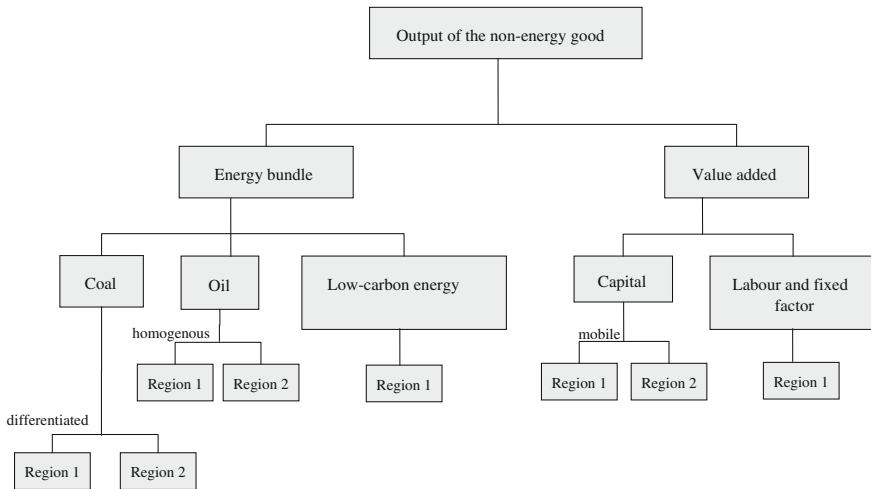 Output of the non-energy good
Energy bundle
Value added
Coal
Oil
Low-carbon energy
Capital
Labour and fixed
factor
homogenous
mobile
Region 1
Region 2
Region 1
Region 1
Region 2
Region 1
differentiated
Region 1
Region 2